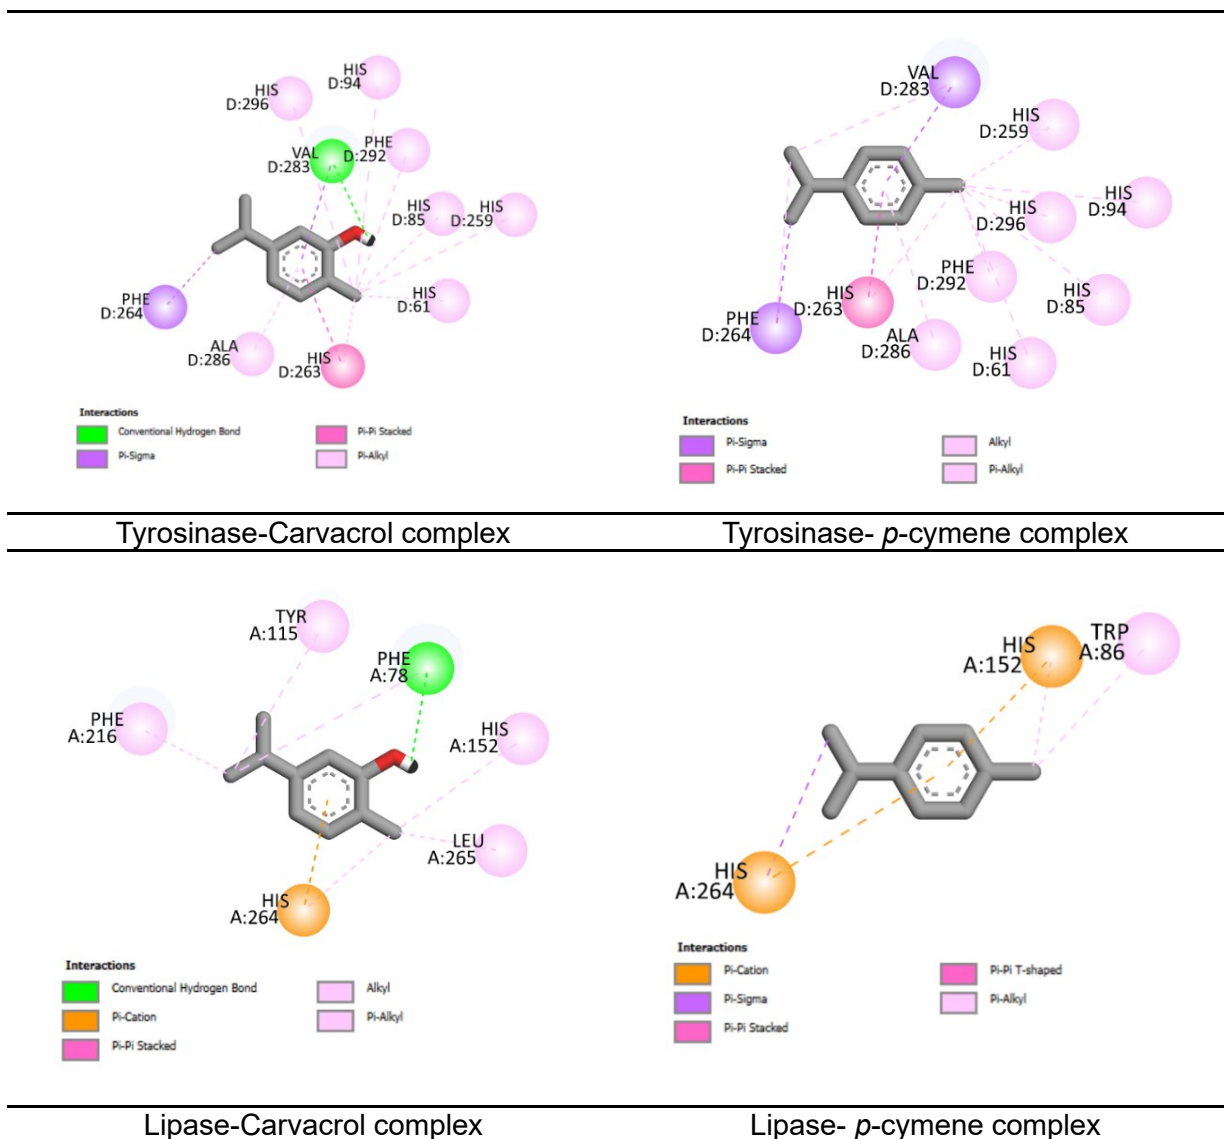 HIS
D:94
HIS
D:296
VAL
D:283
PHE
D:292
HIS
D:85
HIS
D:259
HIS
D:61
PHE
D:264
ALA
D:286
HIS
D:263
Interactions
Conventional Hydrogen Bond
Pi-Sigma
Pi-Pi Stacked
Pi-Alkyl
VAL
D:283
HIS
D:259
HIS
D:94
HIS
D:296
PHE
D:292
HIS
D:85
HIS
D:263
PHE
D:264
ALA
D:286
HIS
D:61
Interactions
Pi-Sigma
Pi-Pi Stacked
Alkyl
Pi-Alkyl
Tyrosinase-Carvacrol complex
Tyrosinase- p-cymene complex
TYR
A:115
PHE
A:78
PHE
A:216
HIS
A:152
LEU
A:265
HIS
A:264
Interactions
Conventional Hydrogen Bond
Pi-Cation
Pi-Pi Stacked
Alkyl
Pi-Alkyl
HIS
A:152
TRP
A:86
HIS
A:264
Interactions
Pi-Cation
Pi-Sigma
Pi-Pi Stacked
Pi-Pi T-shaped
Pi-Alkyl
Lipase-Carvacrol complex
Lipase- p-cymene complex